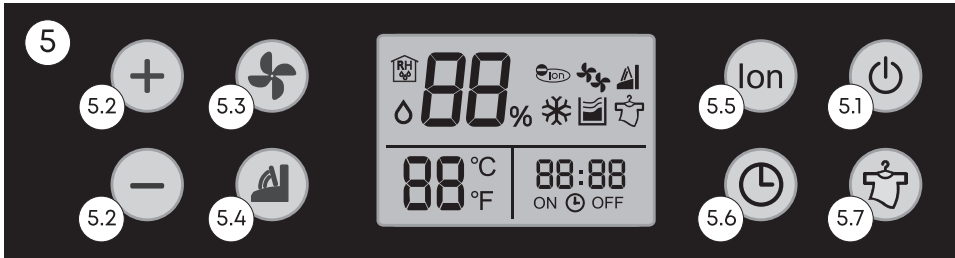 5
5.2 + 5.3
RH 88 % Ion
5.5 Ion 5.1
5.2 − 5.4
88 °C °F
88:88
ON OFF
5.6 5.7